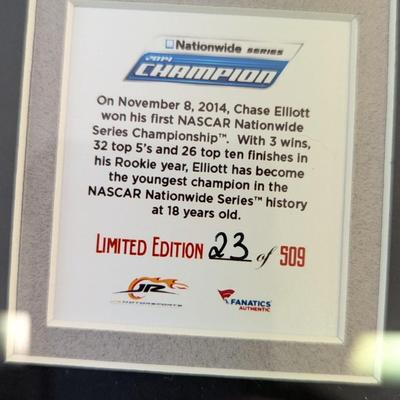 Nationwide SERIES
2014
CHAMPION
On November 8, 2014, Chase Elliott
won his first NASCAR Nationwide
Series Championship™. With 3 wins,
32 top 5's and 26 top ten finishes in
his Rookie year, Elliott has become
the youngest champion in the
NASCAR Nationwide Series™ history
at 18 years old.
LIMITED EDITION 23 of 509
JR
MOTORSPORTS
FANATICS
AUTHENTIC